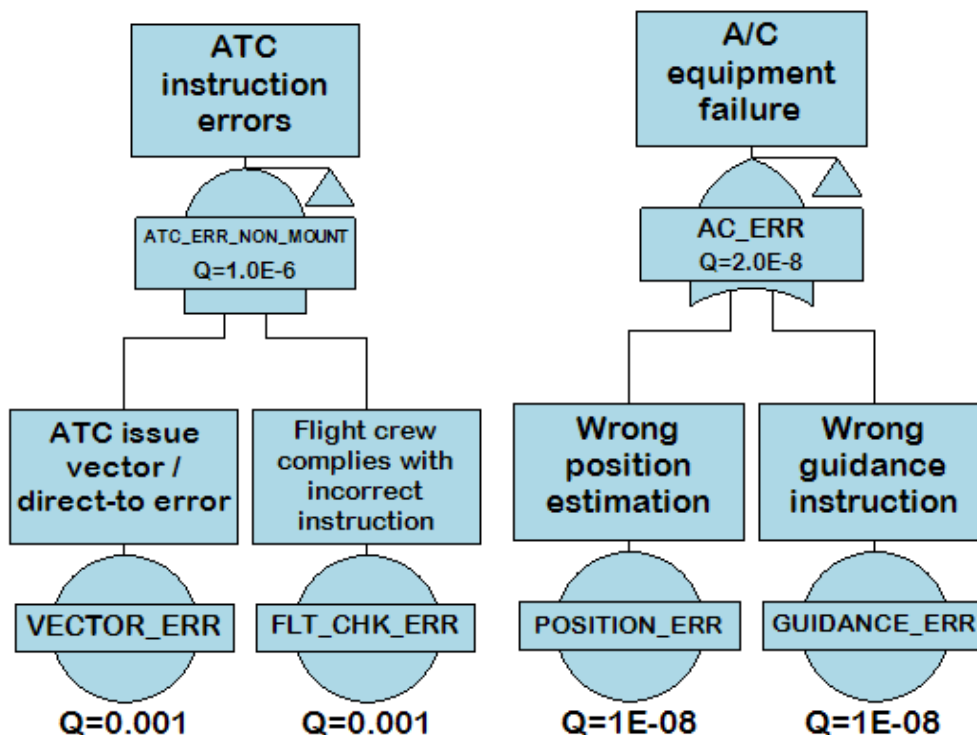 ATC
instruction
errors
ATC_ERR_NON_MOUNT
Q=1.0E-6
ATC issue
vector /
direct-to error
VECTOR_ERR
Q=0.001
Flight crew
complies with
incorrect
instruction
FLT_CHK_ERR
Q=0.001
A/C
equipment
failure
AC_ERR
Q=2.0E-8
Wrong
position
estimation
POSITION_ERR
Q=1E-08
Wrong
guidance
instruction
GUIDANCE_ERR
Q=1E-08